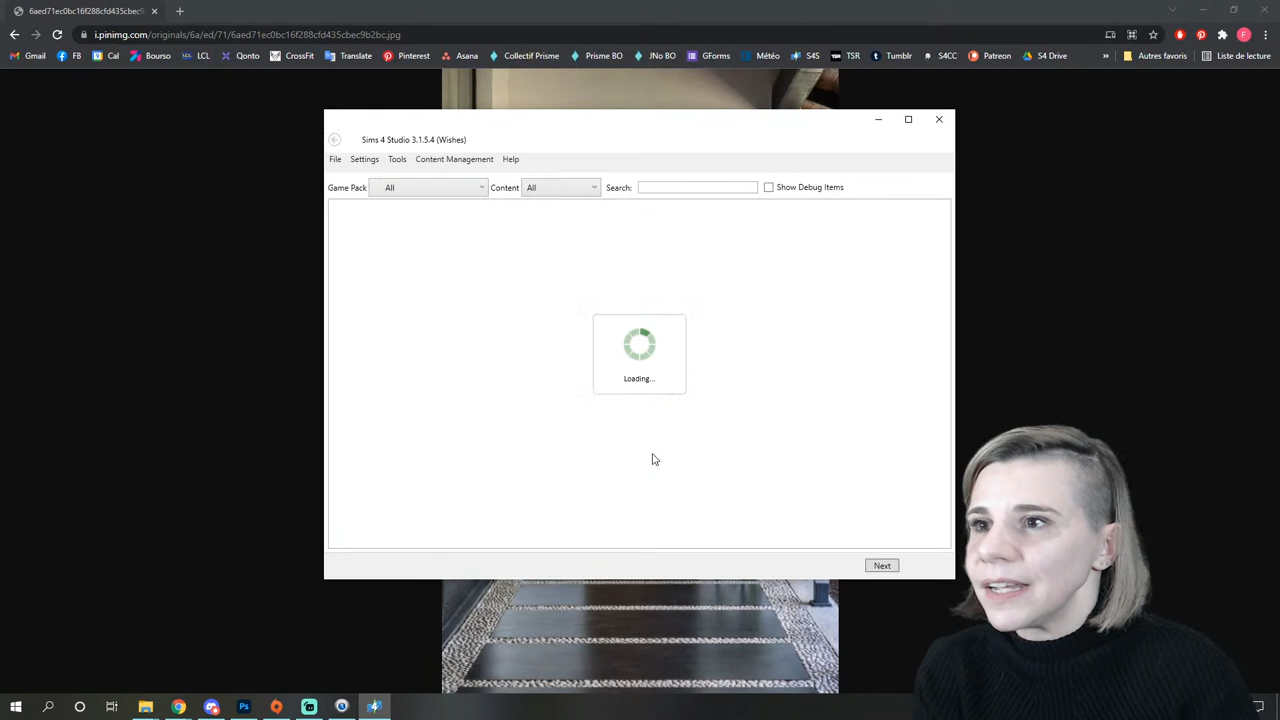 6aed71ec0bc16f288cfd435cbec9
i.pinimg.com/originals/6a/ed/71/6aed71ec0bc16f288cfd435cbec9b2bc.jpg
Gmail FB Cal Bourso LCL Qonto CrossFit Translate Pinterest Asana Collectif Prisme BO Prisme BO JNo BO GForms Météo S4S TSR Tumblr S4CC Patreon S4 Drive » Autres favoris Liste de lecture
Sims 4 Studio 3.1.5.4 (Wishes)
File Settings Tools Content Management Help
Game Pack All Content All Search: Show Debug Items
Loading...
Next